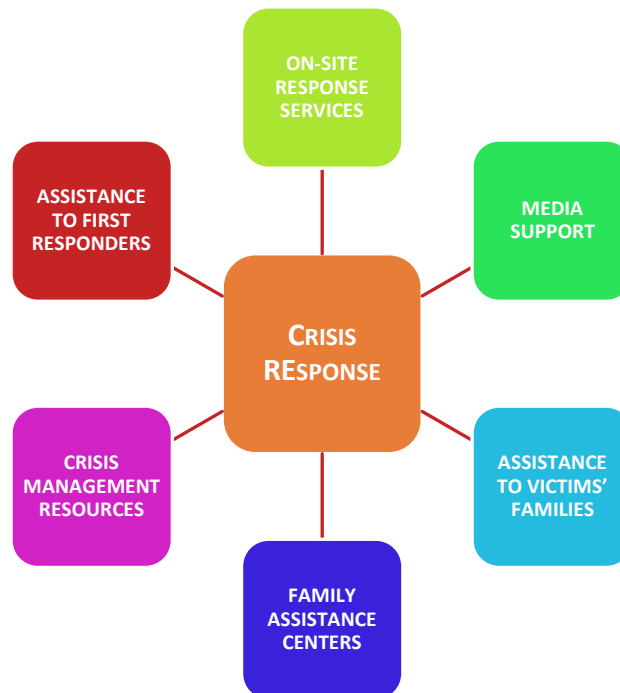 ON-SITE
RESPONSE
SERVICES
ASSISTANCE
TO FIRST
RESPONDERS
MEDIA
SUPPORT
CRISIS
RESPONSE
CRISIS
MANAGEMENT
RESOURCES
ASSISTANCE
TO VICTIMS’
FAMILIES
FAMILY
ASSISTANCE
CENTERS